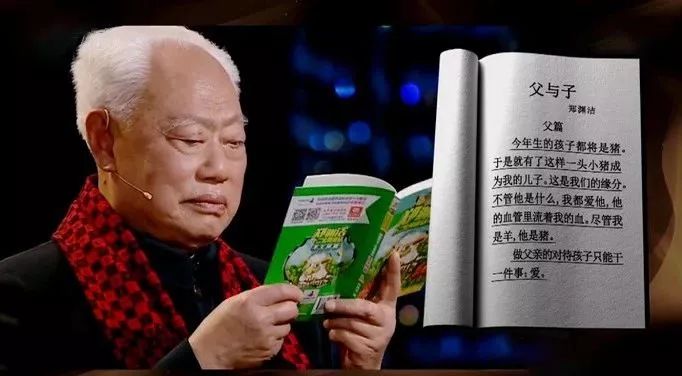 父与子
郑渊洁
父篇
今年生的孩子都将是猪。
于是就有了这样一头小猪成
为我的儿子。这是我们的缘分。
不管他是什么，我都爱他，他
的血管里流着我的血。尽管我
是羊，他是猪。
做父亲的对待孩子只能干
一件事：爱。